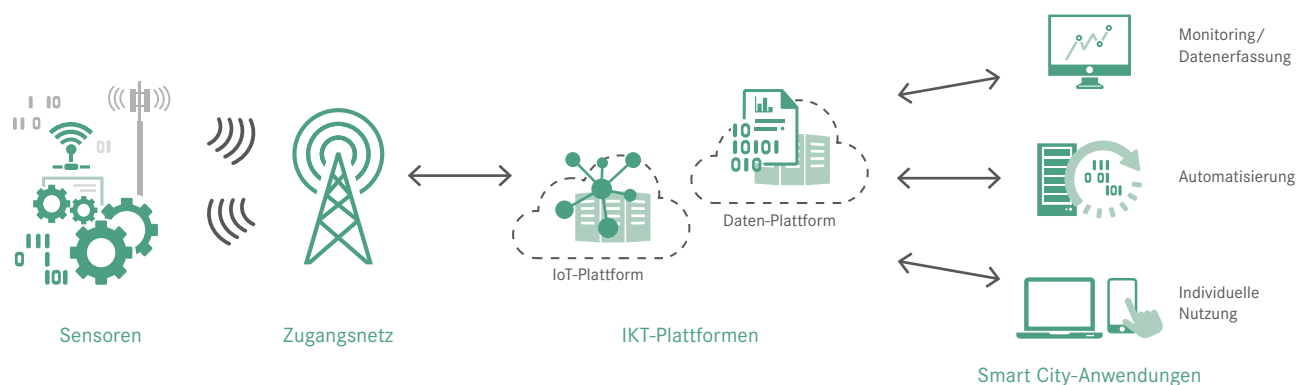 Monitoring/
Datenerfassung
Automatisierung
Individuelle
Nutzung
Daten-Plattform
IoT-Plattform
Sensoren
Zugangsnetz
IKT-Plattformen
Smart City-Anwendungen